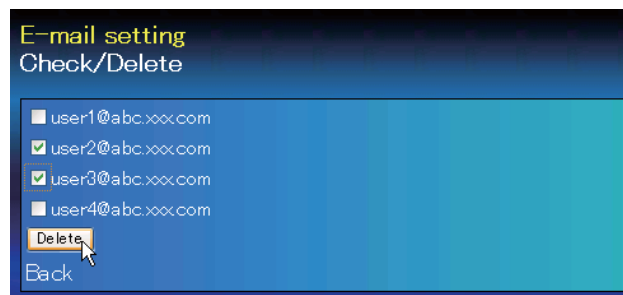 E-mail setting
Check/Delete
user1@abc.xxx.com
user2@abc.xxx.com
user3@abc.xxx.com
user4@abc.xxx.com
Delete
Back